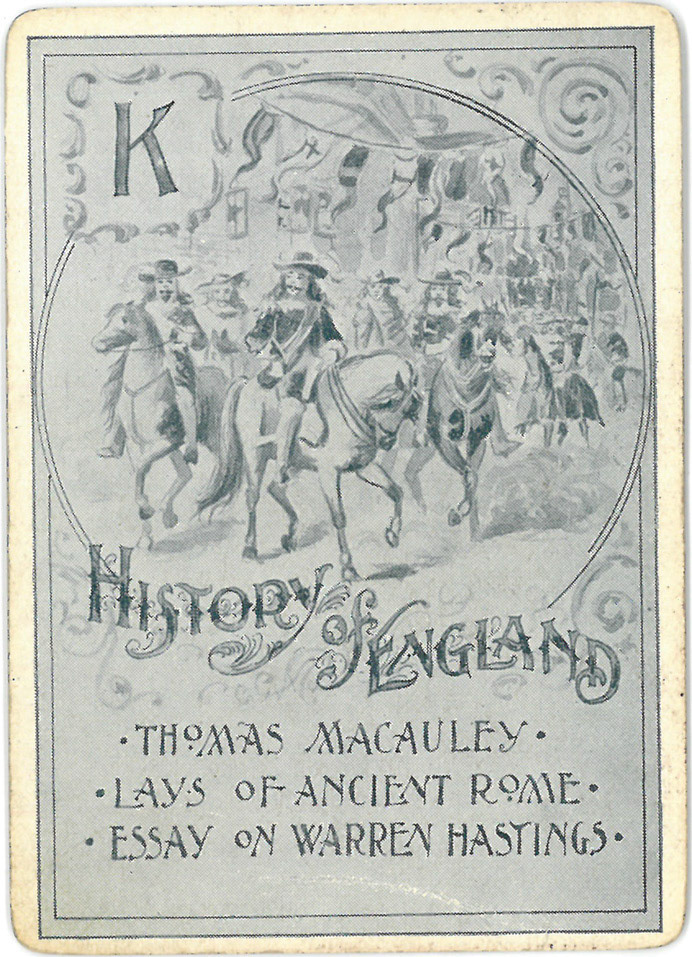 K
HISTORY of ENGLAND
· THOMAS MACAULEY ·
· LAYS OF ANCIENT ROME ·
· ESSAY ON WARREN HASTINGS ·